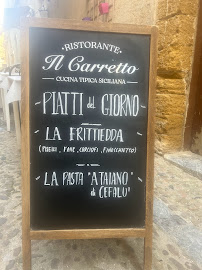 RISTORANTE
Il Carretto
CUCINA TIPICA SICILIANA
PIATTI del GIORNO
LA FRITTEDDA
(PISELLI, FAVE, CARCIOFI, FINOCCHIETTO)
LA PASTA "ATAIANO"
di CEFALU'